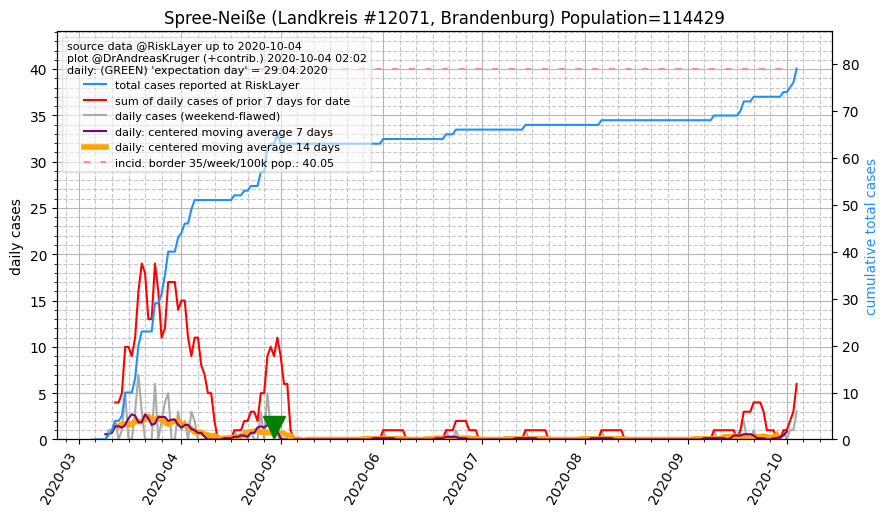 Spree-Neiße (Landkreis #12071, Brandenburg) Population=114429
source data @RiskLayer up to 2020-10-04
plot @DrAndreasKruger (+contrib.) 2020-10-04 02:02
daily: (GREEN) 'expectation day' = 29.04.2020
total cases reported at RiskLayer
sum of daily cases of prior 7 days for date
daily cases (weekend-flawed)
daily: centered moving average 7 days
daily: centered moving average 14 days
incid. border 35/week/100k pop.: 40.05
daily cases
40
35
30
25
20
15
10
5
0
cumulative total cases
80
70
60
50
40
30
20
10
0
2020-03
2020-04
2020-05
2020-06
2020-07
2020-08
2020-09
2020-10